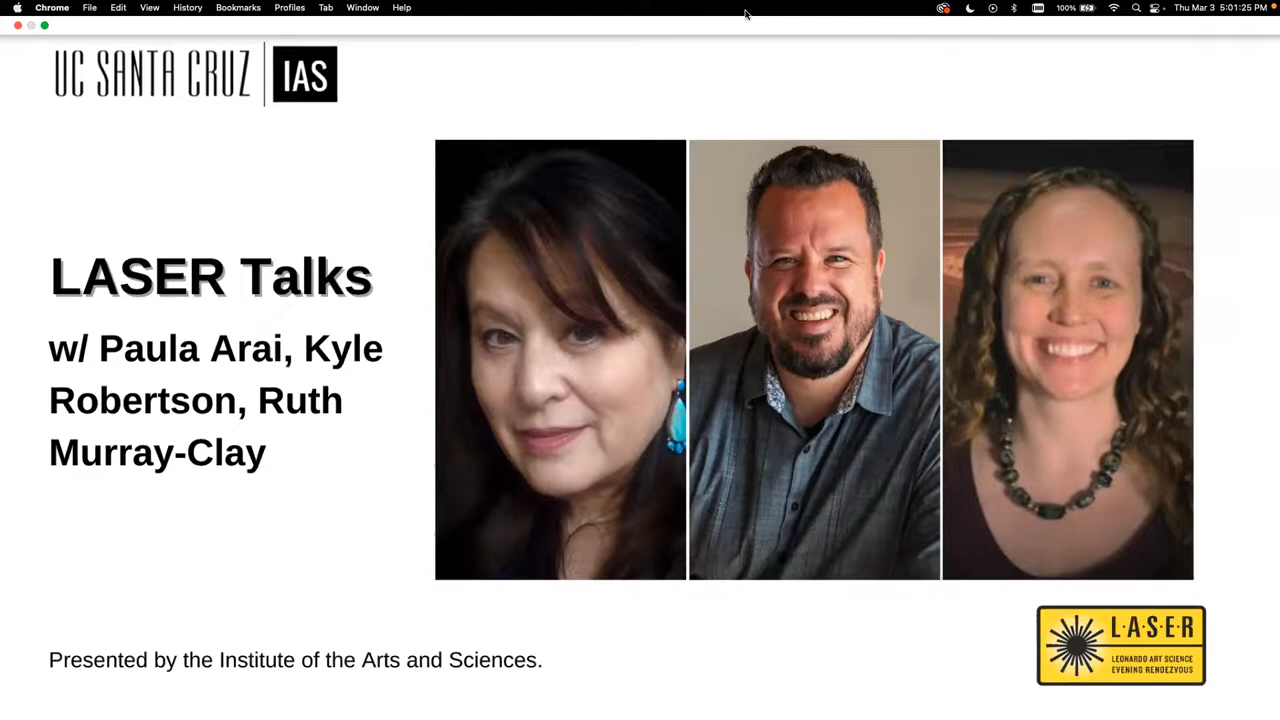 Chrome File Edit View History Bookmarks Profiles Tab Window Help 100% Thu Mar 3 5:01:25 PM
UC SANTA CRUZ IAS
LASER Talks
w/ Paula Arai, Kyle
Robertson, Ruth
Murray-Clay
Presented by the Institute of the Arts and Sciences.
L·A·S·E·R
LEONARDO ART SCIENCE
EVENING RENDEZVOUS